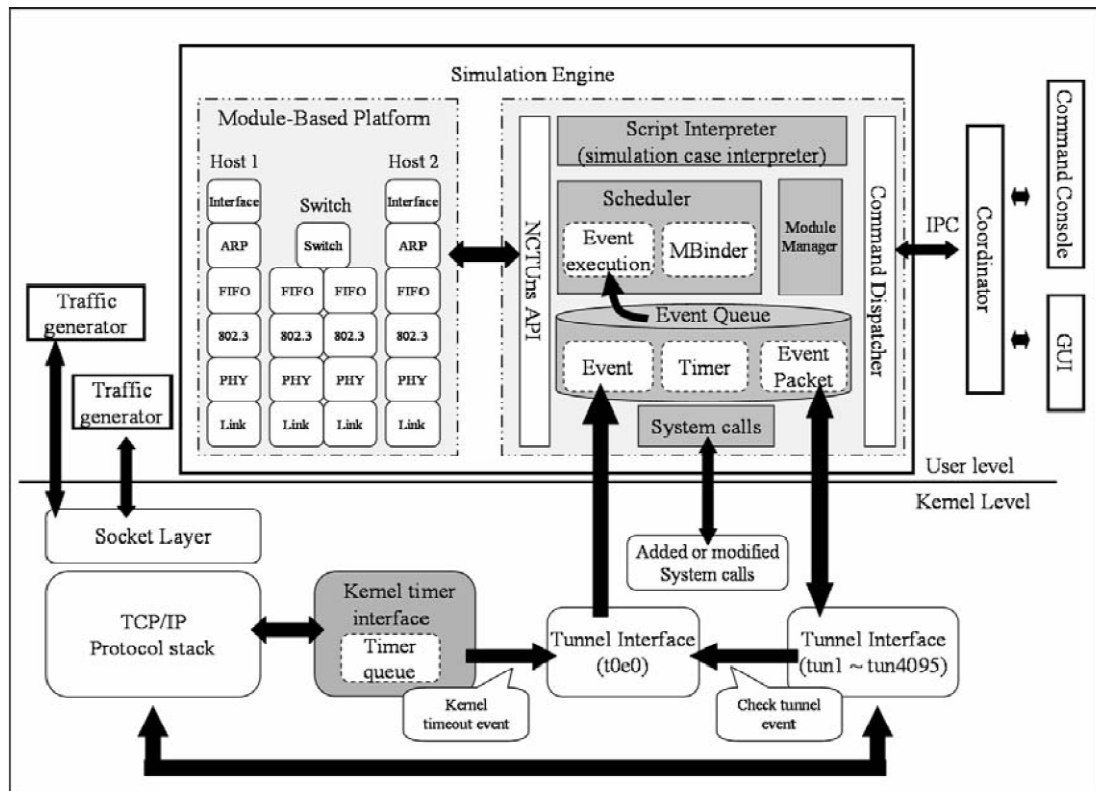 Simulation Engine
Module-Based Platform
Host 1
Host 2
Switch
Interface
Interface
ARP
Switch
ARP
FIFO
FIFO
FIFO
FIFO
802.3
802.3
802.3
802.3
PHY
PHY
PHY
PHY
Link
Link
Link
Link
NCTUns API
Script Interpreter
(simulation case interpreter)
Scheduler
Event
execution
MBinder
Module
Manager
Event Queue
Event
Timer
Event
Packet
System calls
Command Dispatcher
IPC
Coordinator
Command Console
GUI
Traffic
generator
Traffic
generator
User level
Kernel Level
Socket Layer
TCP/IP
Protocol stack
Kernel timer
interface
Timer
queue
Kernel
timeout event
Added or modified
System calls
Tunnel Interface
(t0e0)
Check tunnel
event
Tunnel Interface
(tun1 ~ tun4095)